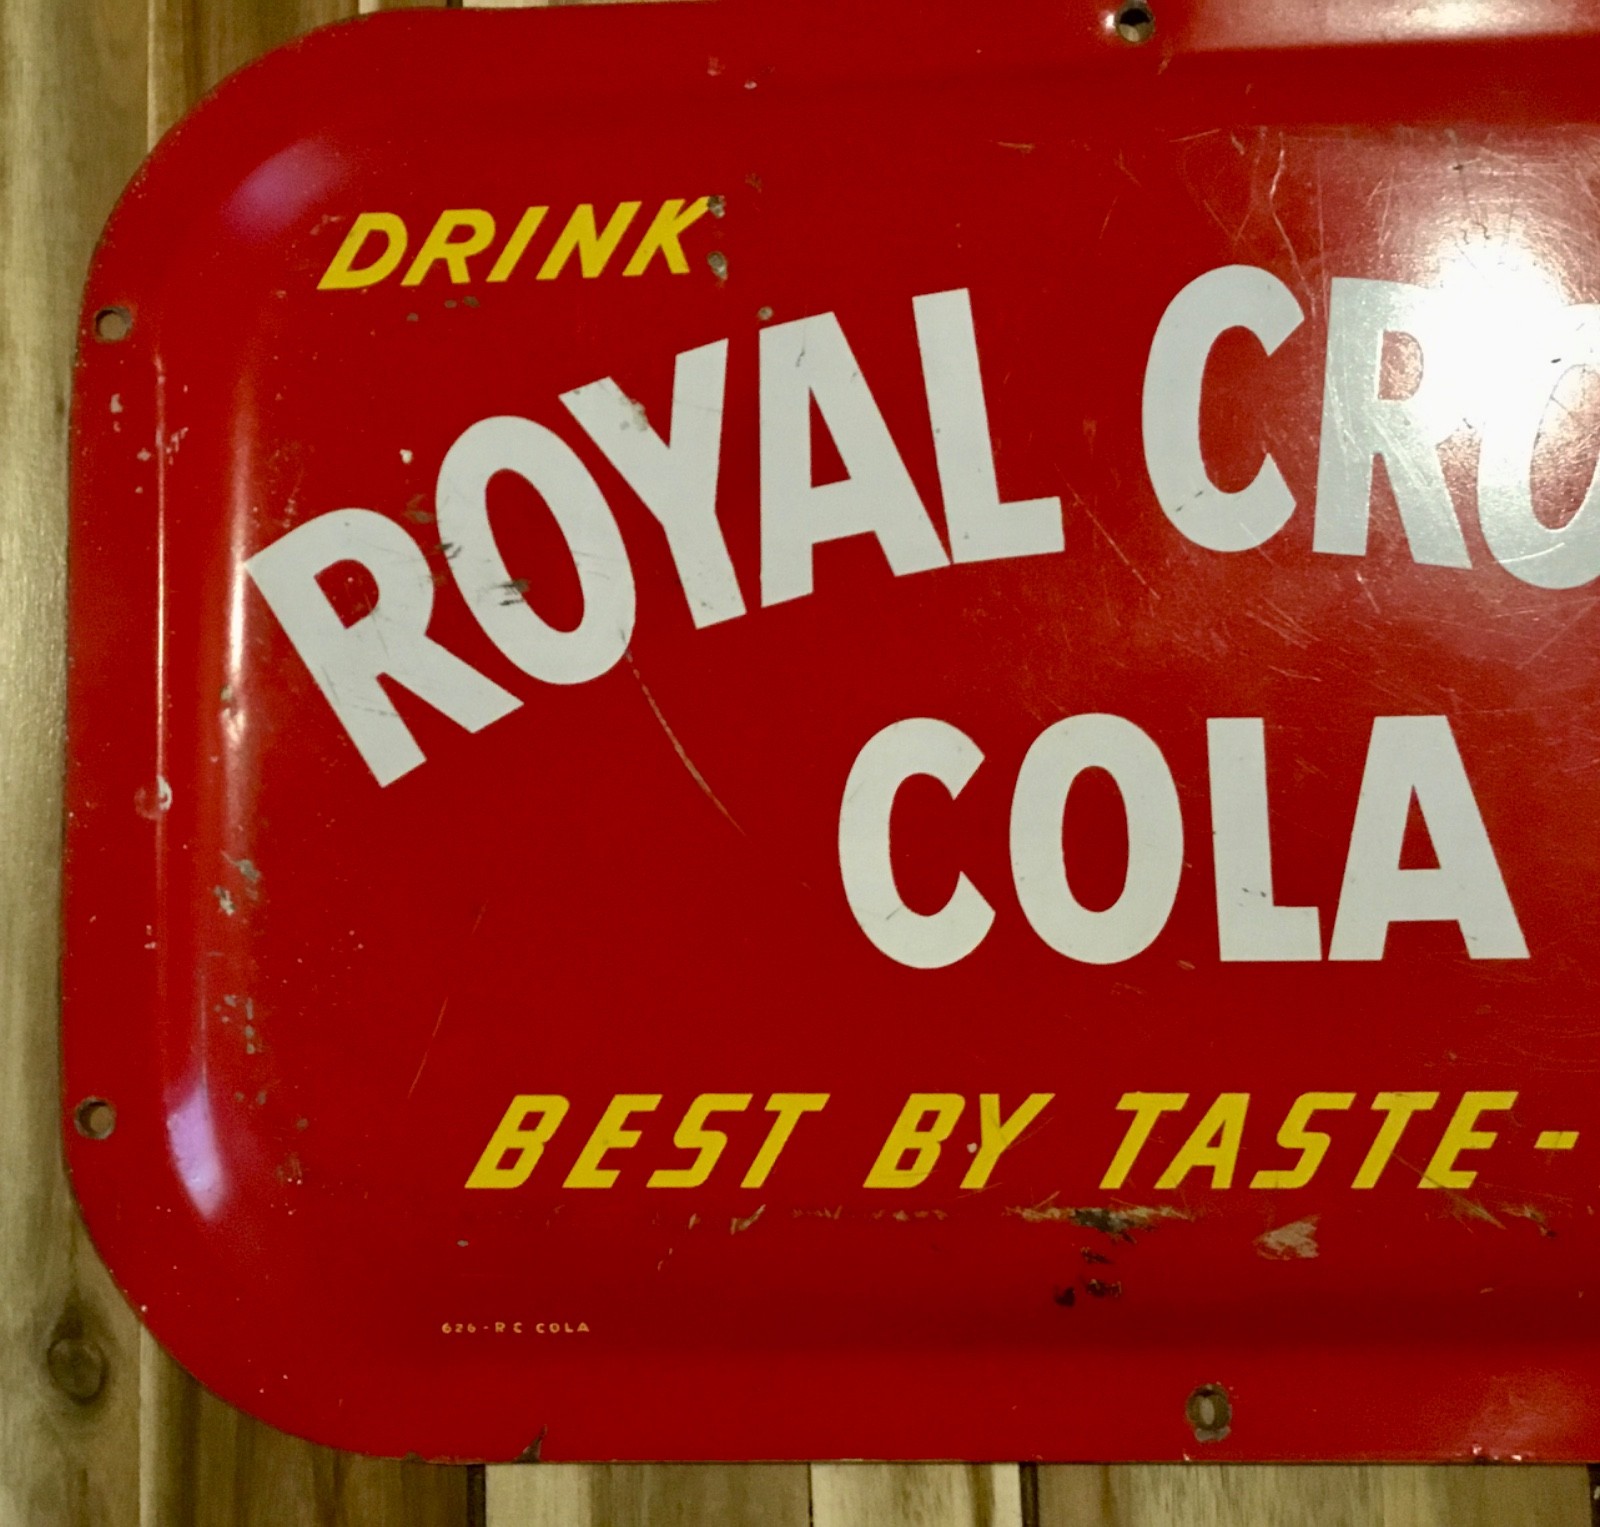 DRINK
ROYAL CRO
COLA
BEST BY TASTE-
626-RC COLA